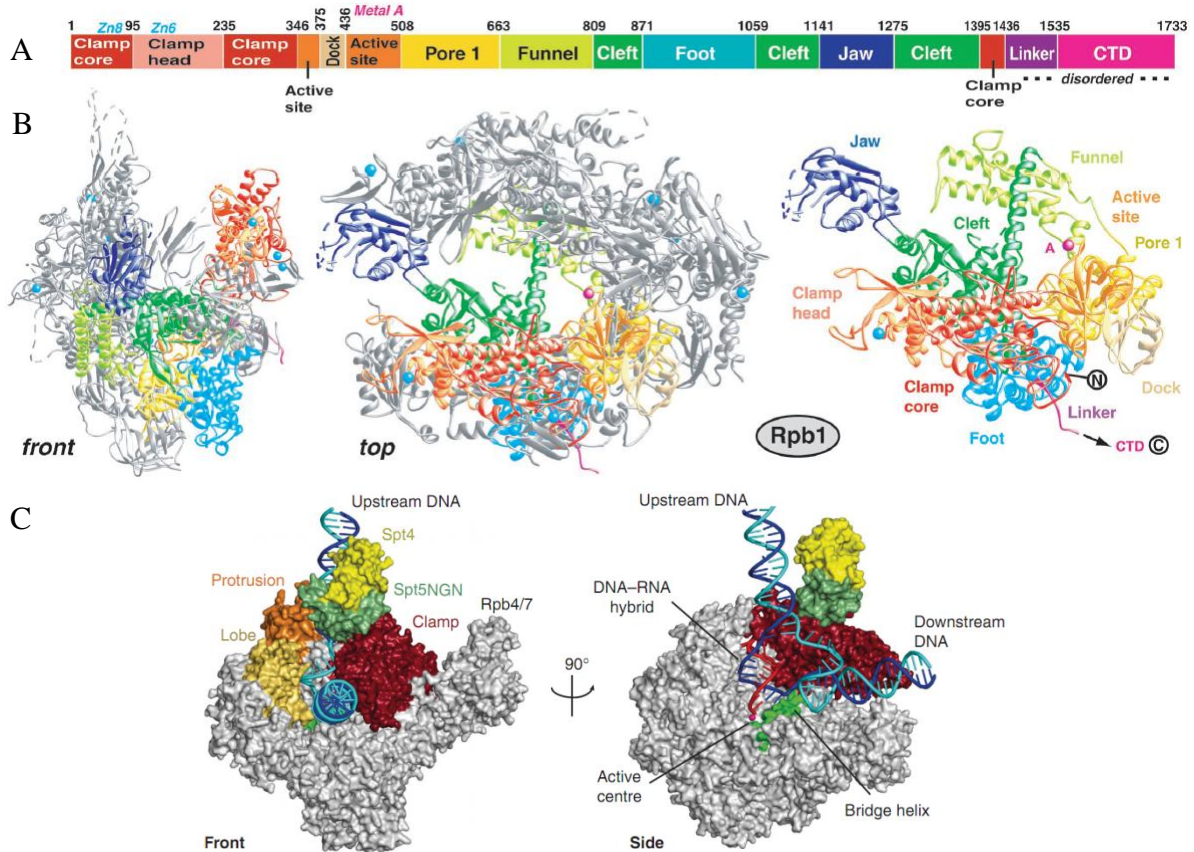 1 Zn8 95 Zn6 235 346 375 436 Metal A 508 663 809 871 1059 1141 1275 1395 1436 1535 1733
A Clamp core Clamp head Clamp core Dock Active site Pore 1 Funnel Cleft Foot Cleft Jaw Cleft Linker CTD
Active site
Clamp core
disordered
B
front
top
Rpb1
Jaw
Funnel
Active site
Cleft
A
Pore 1
Clamp head
Clamp core
N
Dock
Linker
Foot
CTD C
C
Upstream DNA
Spt4
Protrusion
Spt5NGN
Rpb4/7
Lobe
Clamp
90°
Front
Upstream DNA
DNA–RNA hybrid
Downstream DNA
Active centre
Bridge helix
Side